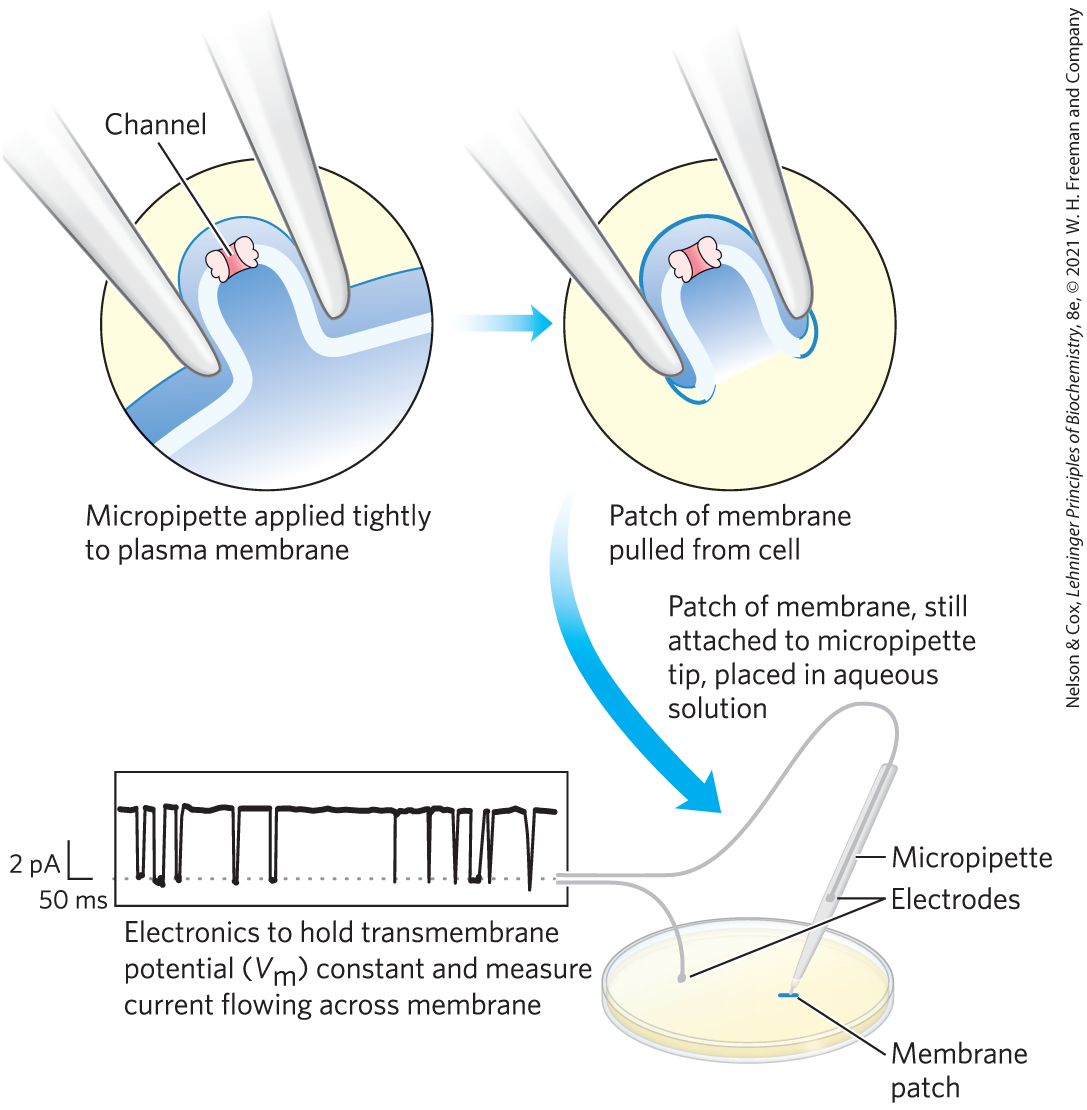 Channel
Micropipette applied tightly
to plasma membrane
Patch of membrane
pulled from cell
Patch of membrane, still
attached to micropipette
tip, placed in aqueous
solution
2 pA
50 ms
Electronics to hold transmembrane
potential (Vm) constant and measure
current flowing across membrane
Micropipette
Electrodes
Membrane
patch
Nelson & Cox, Lehninger Principles of Biochemistry, 8e, © 2021 W. H. Freeman and Company